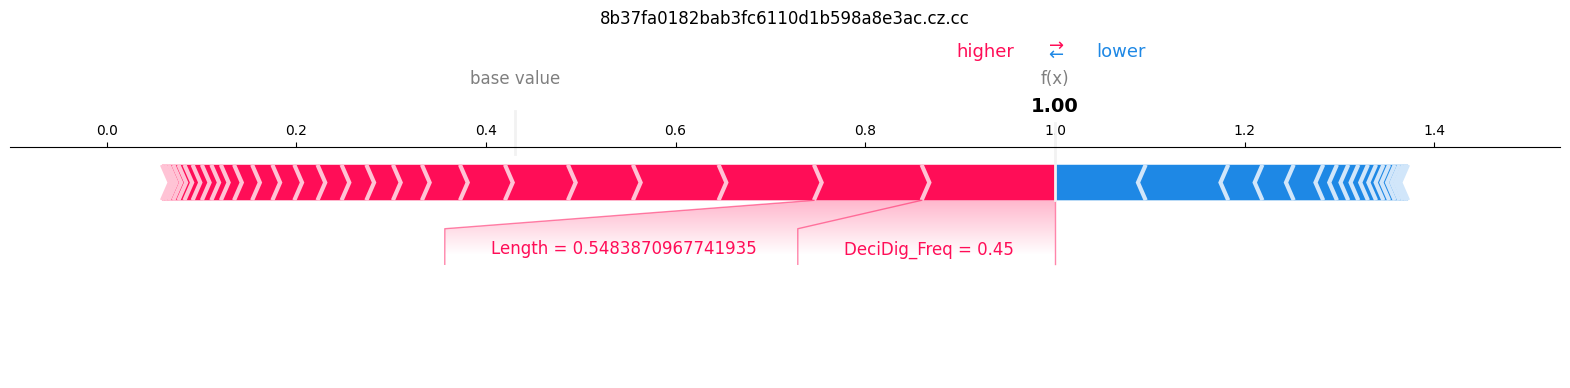 8b37fa0182bab3fc6110d1b598a8e3ac.cz.cc
higher → ← lower
base value f(x)
1.00
0.0 0.2 0.4 0.6 0.8 1.0 1.2 1.4
Length = 0.5483870967741935 DeciDig_Freq = 0.45